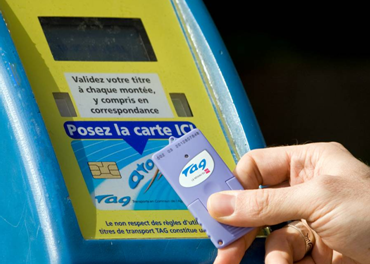 Validez votre titre
à chaque montée,
y compris en
correspondance
Posez la carte ICI
Tag
Tag
Le non respect des règles d'util
titres de transport TAG constitue u